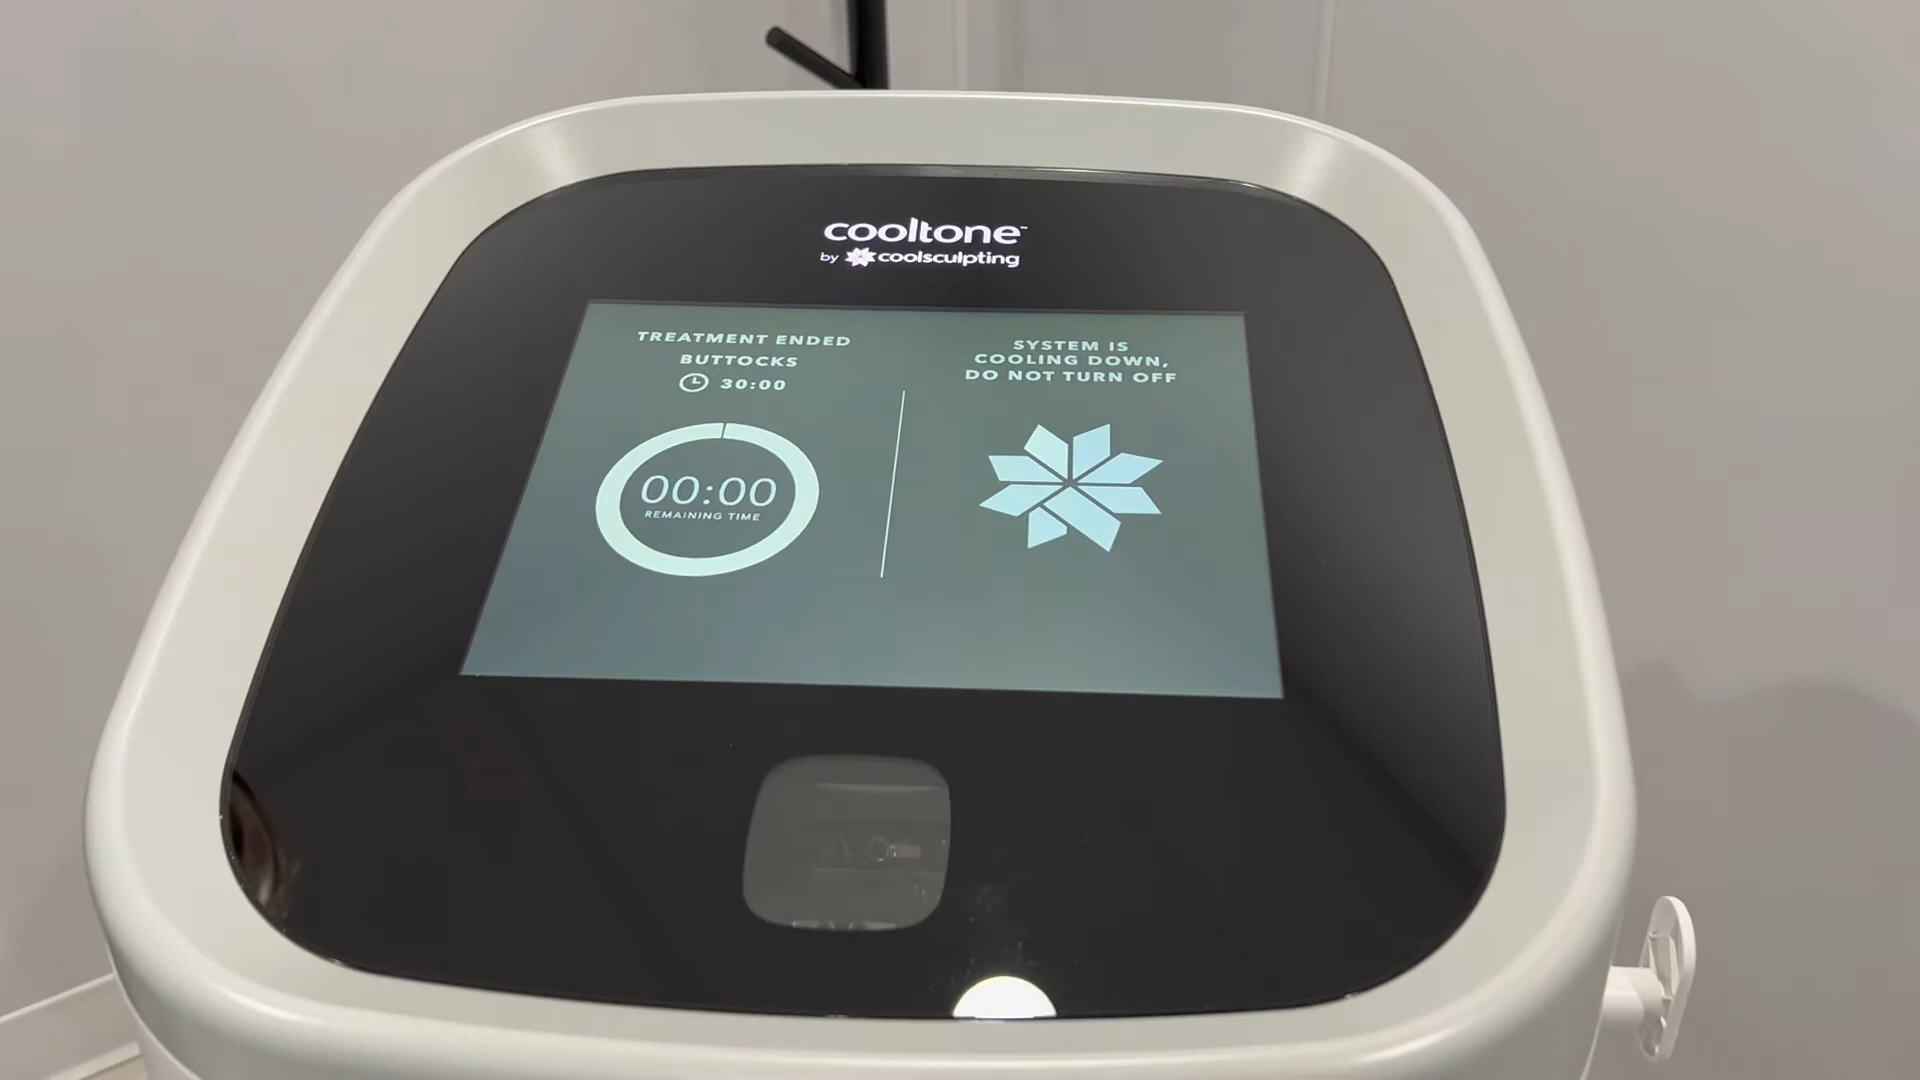 cooltone™
by coolsculpting
TREATMENT ENDED
BUTTOCKS
30:00
00:00
REMAINING TIME
SYSTEM IS
COOLING DOWN,
DO NOT TURN OFF